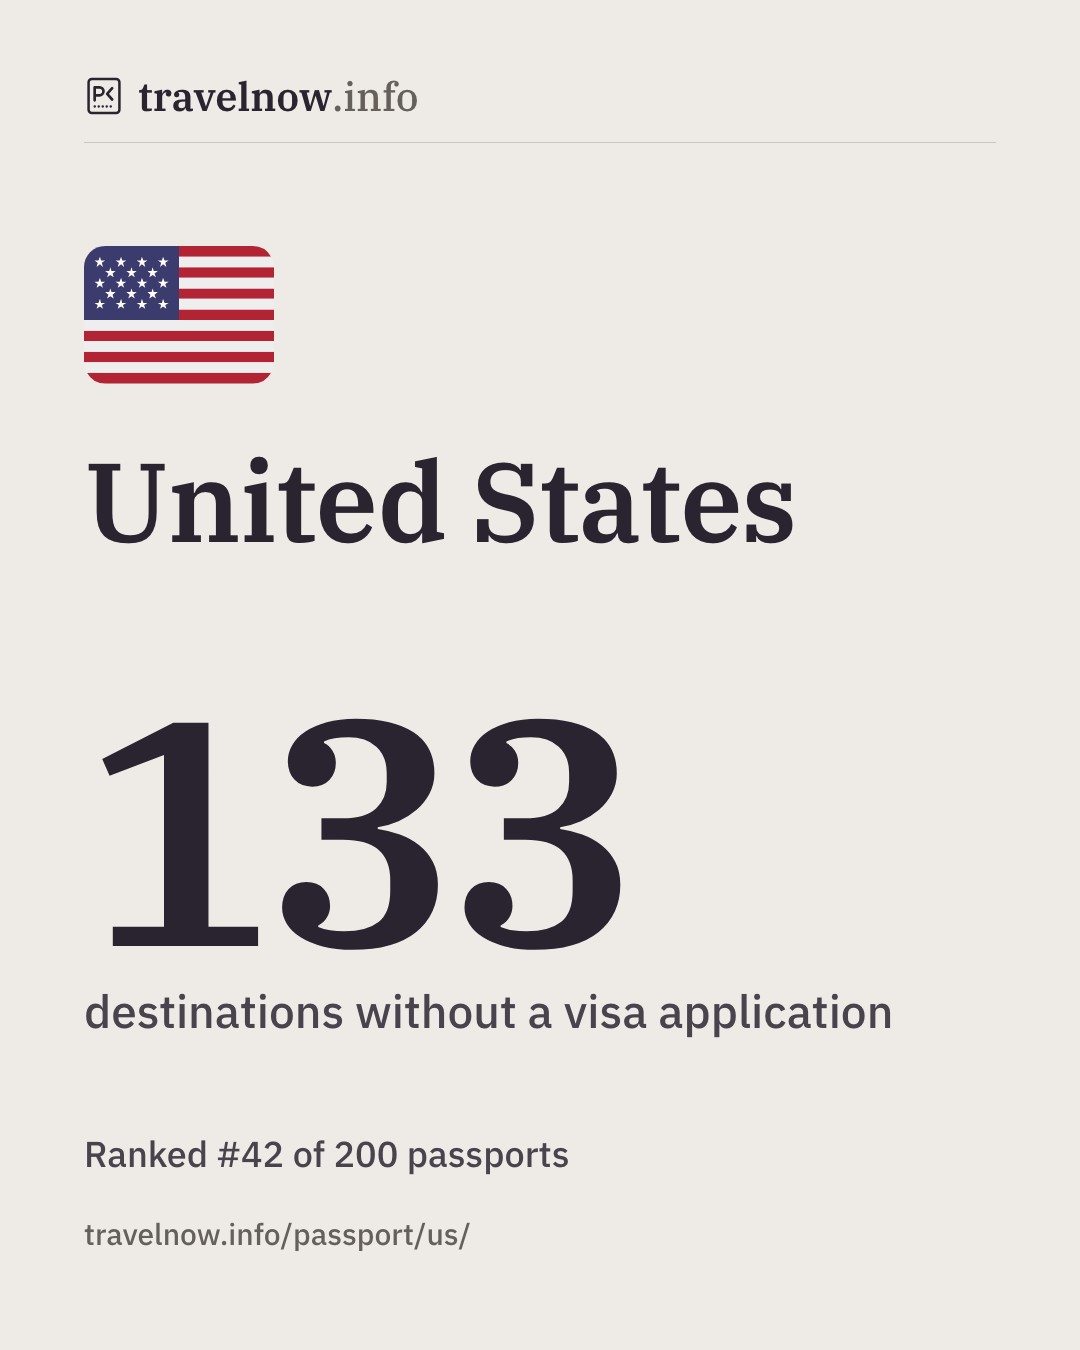 travelnow.info
United States
133
destinations without a visa application
Ranked #42 of 200 passports
travelnow.info/passport/us/